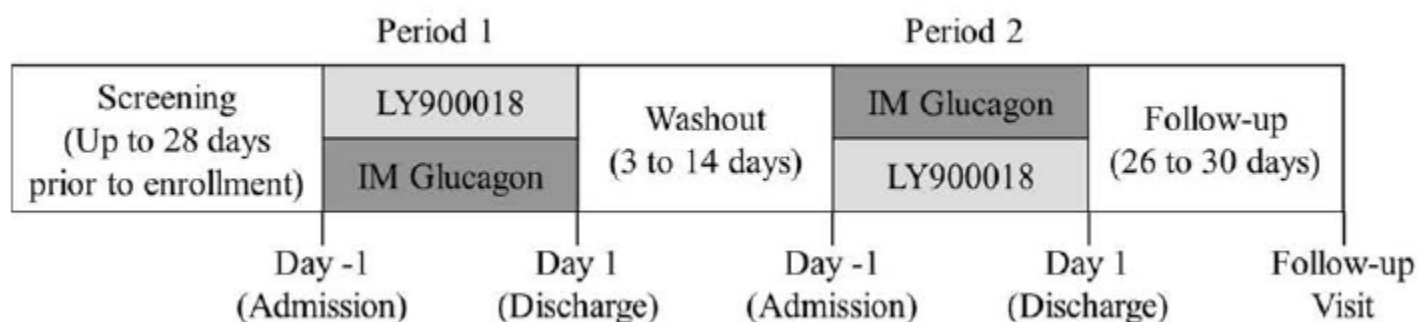 Period 1
Period 2
Screening
(Up to 28 days
prior to enrollment)
LY900018
IM Glucagon
Washout
(3 to 14 days)
IM Glucagon
LY900018
Follow-up
(26 to 30 days)
Day -1
(Admission)
Day 1
(Discharge)
Day -1
(Admission)
Day 1
(Discharge)
Follow-up
Visit